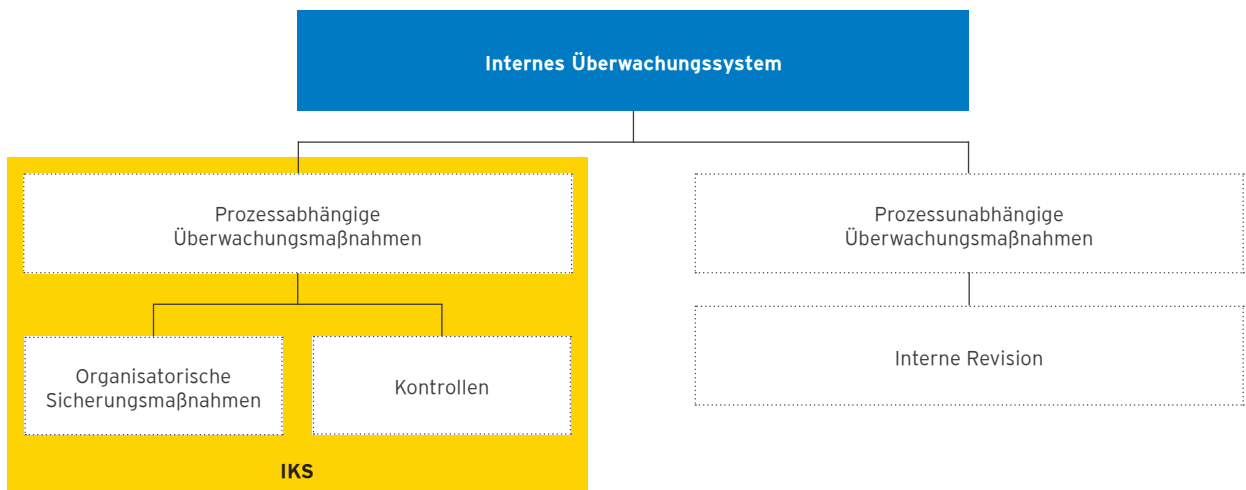 Internes Überwachungssystem
Prozessabhängige
Überwachungsmaßnahmen
Prozessunabhängige
Überwachungsmaßnahmen
Organisatorische
Sicherungsmaßnahmen
Kontrollen
Interne Revision
IKS